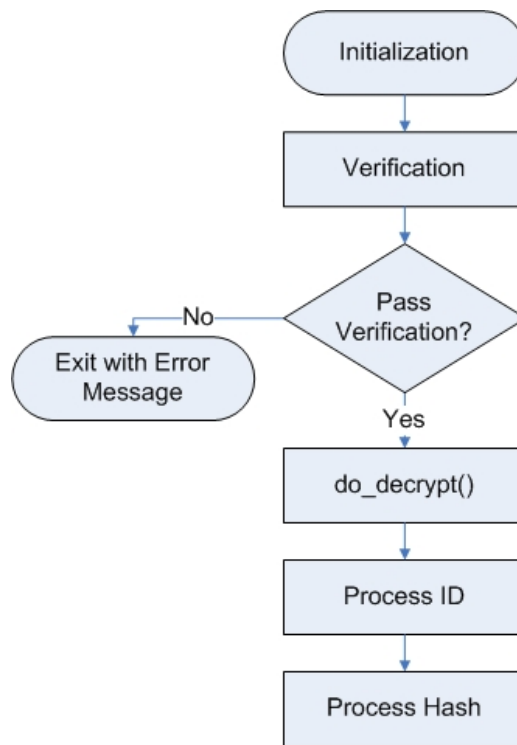 Initialization
Verification
Pass
Verification?
No
Exit with Error
Message
Yes
do_decrypt()
Process ID
Process Hash